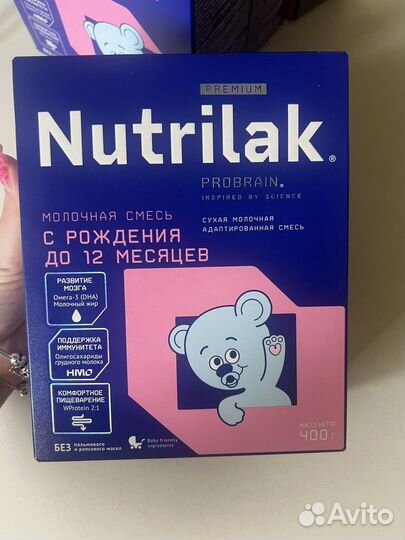 PREMIUM
Nutrilak®
PROBRAIN®
INSPIRED BY SCIENCE
МОЛОЧНАЯ СМЕСЬ
С РОЖДЕНИЯ
ДО 12 МЕСЯЦЕВ
СУХАЯ МОЛОЧНАЯ
АДАПТИРОВАННАЯ СМЕСЬ
РАЗВИТИЕ
МОЗГА
Омега-3 (DHA)
Молочный жир
ПОДДЕРЖКА
ИММУНИТЕТА
Олигосахариды
грудного молока
HMO
КОМФОРТНОЕ
ПИЩЕВАРЕНИЕ
WProtein 2:1
БЕЗ пальмового
и рапсового масел
Baby friendly
ingredients
МАССА НЕТТО
400 г
Avito